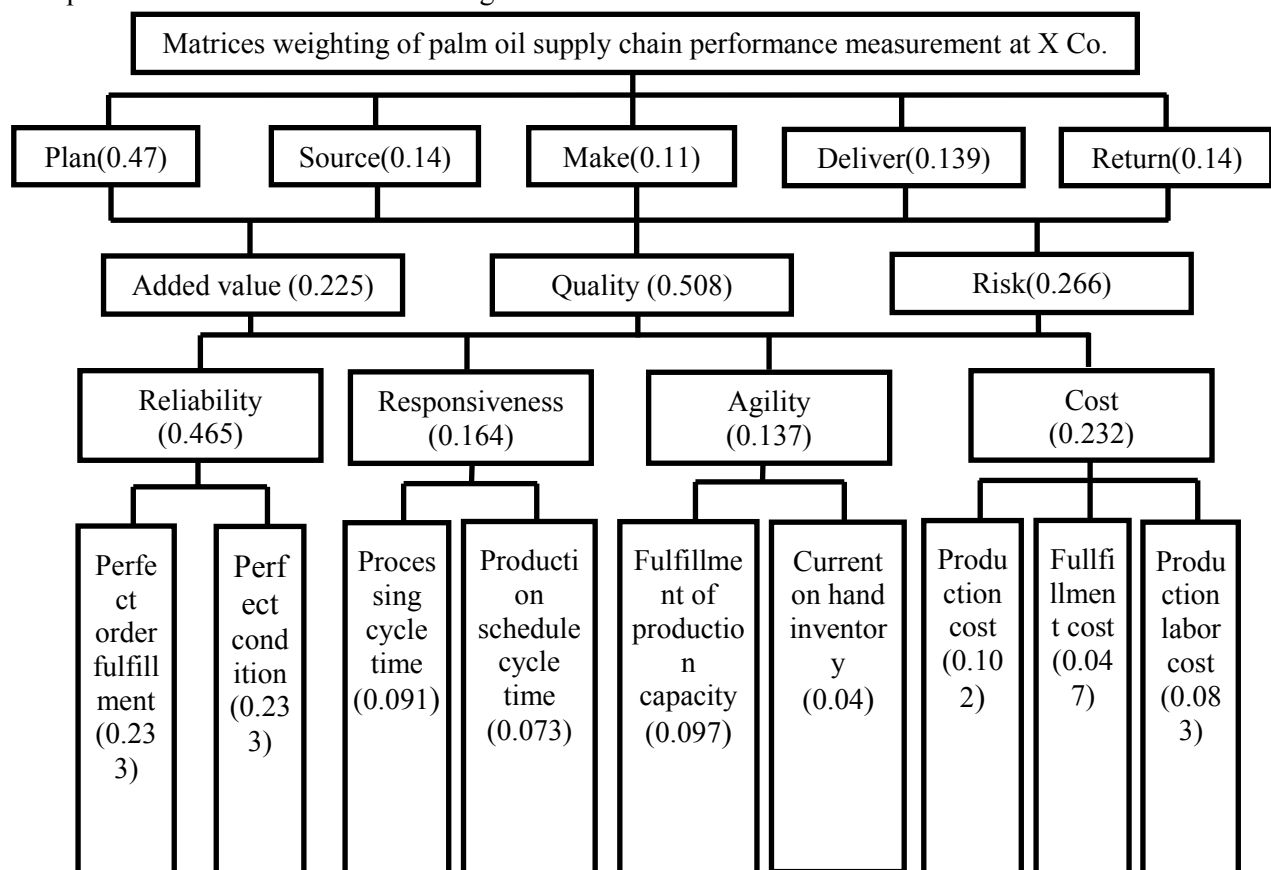 Matrices weighting of palm oil supply chain performance measurement at X Co.
Plan(0.47)
Source(0.14)
Make(0.11)
Deliver(0.139)
Return(0.14)
Added value (0.225)
Quality (0.508)
Risk(0.266)
Reliability
(0.465)
Responsiveness
(0.164)
Agility
(0.137)
Cost
(0.232)
Perfe
ct
order
fulfill
ment
(0.23
3)
Perf
ect
cond
ition
(0.23
3)
Proces
sing
cycle
time
(0.091)
Producti
on
schedule
cycle
time
(0.073)
Fulfillme
nt of
productio
n
capacity
(0.097)
Current
on hand
inventor
y
(0.04)
Produ
ction
cost
(0.10
2)
Fullfi
llmen
t cost
(0.04
7)
Produ
ction
labor
cost
(0.08
3)